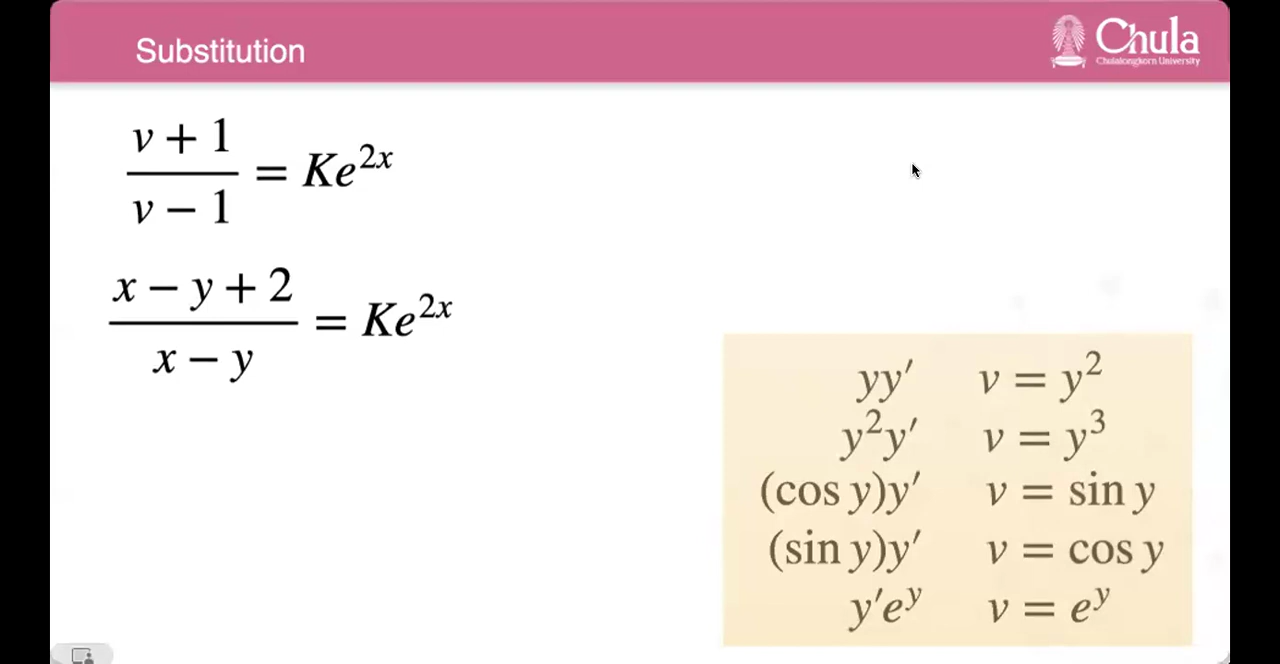 Substitution
Chula
Chulalongkorn University
v + 1
v − 1
= Ke^{2x}
x − y + 2
x − y
= Ke^{2x}
yy′ v = y²
y²y′ v = y³
(cos y)y′ v = sin y
(sin y)y′ v = cos y
y′e^y v = e^y